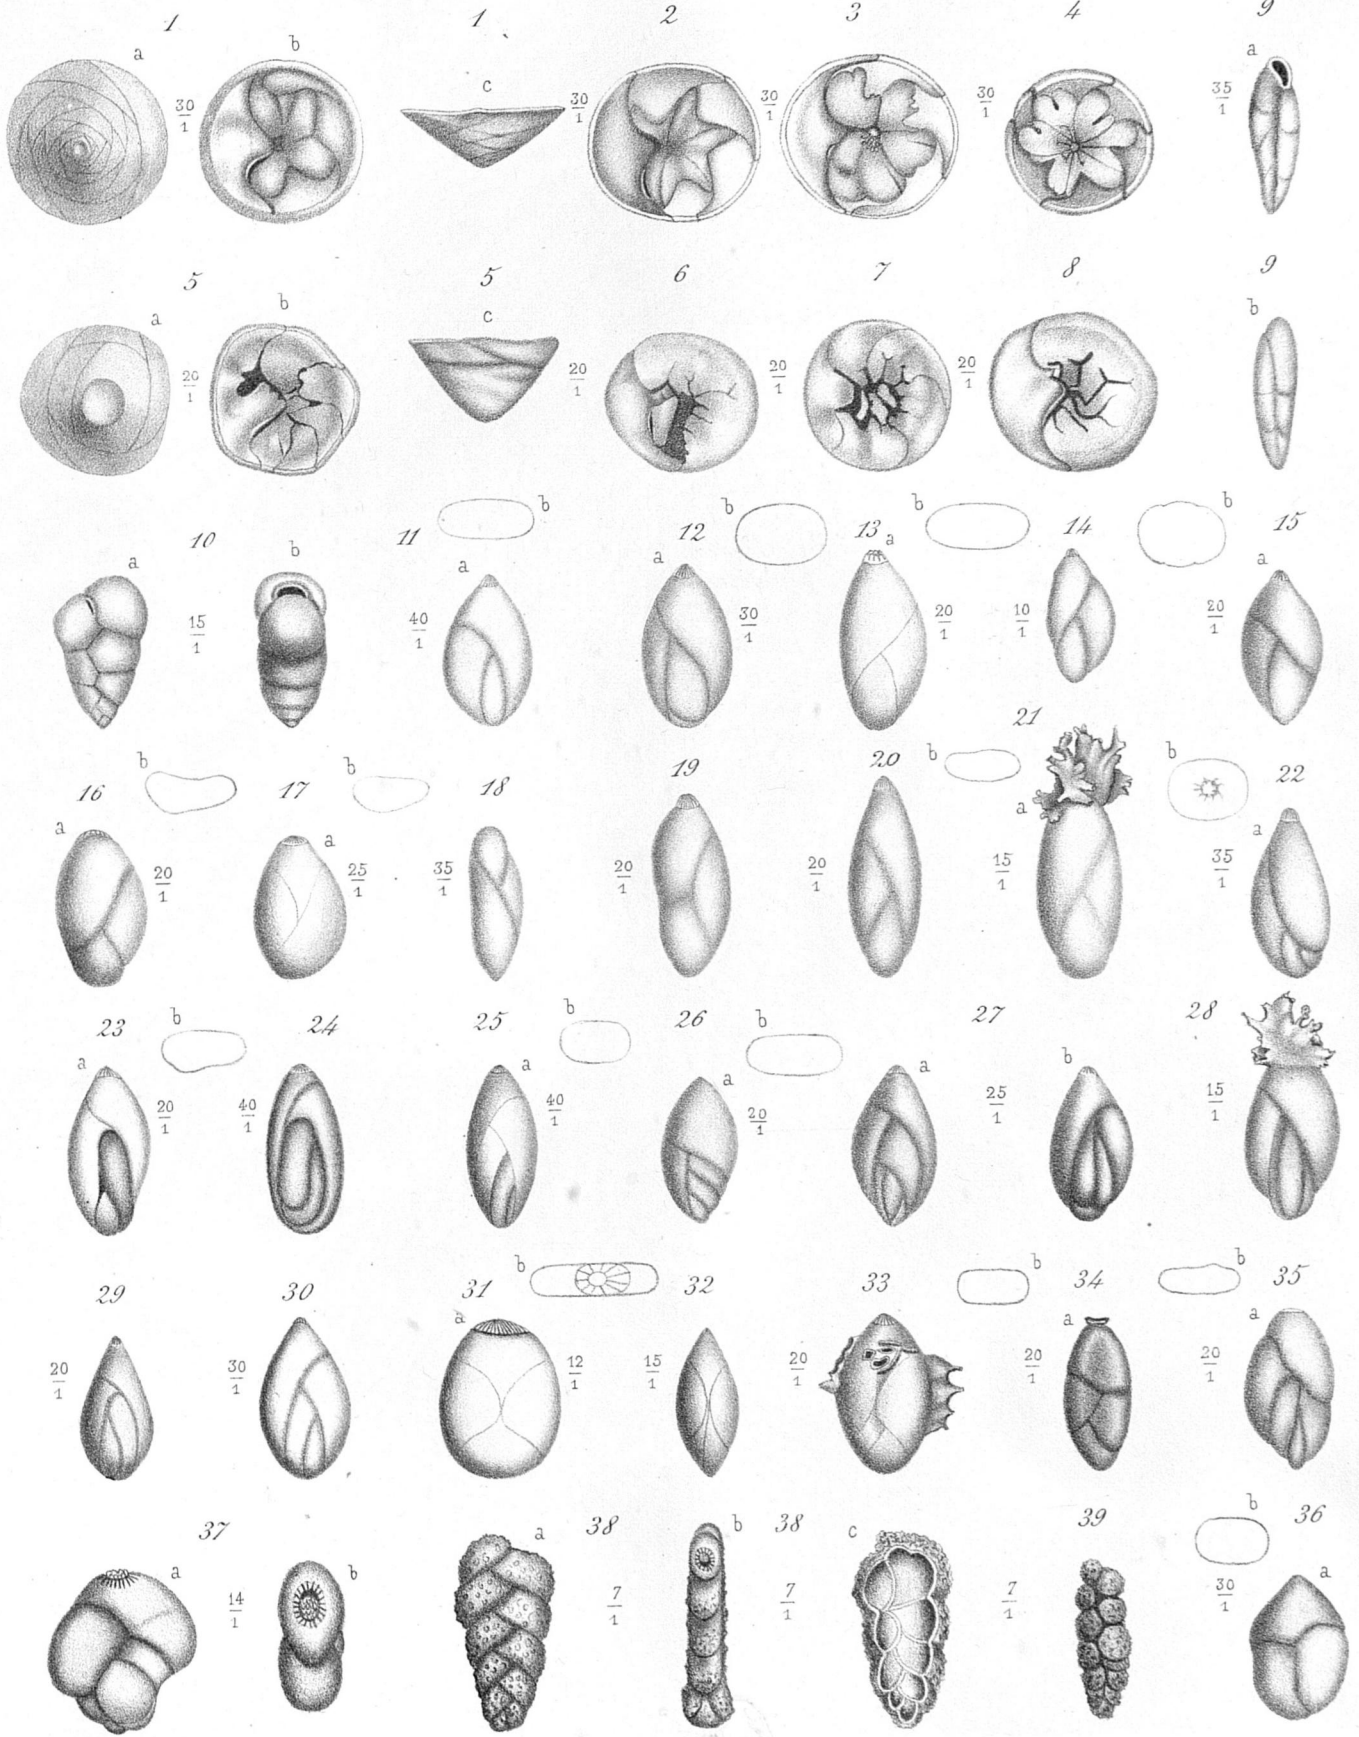 1 1 2 3 4 9
a b c a
30/1 30/1 30/1 30/1 35/1
5 5 6 7 8 9
a b c b
20/1 20/1 20/1 20/1
b b b b
10 11 12 13 14 15
a b a a a a
15/1 40/1 30/1 20/1 10/1 20/1
21
b b b b
16 17 18 19 20 22
a a a a
20/1 25/1 35/1 20/1 20/1 15/1 35/1
b b b
23 24 25 26 27 28
a a a a b
20/1 40/1 40/1 20/1 25/1 15/1
b b b
29 30 31 32 33 34 35
a a a
20/1 30/1 12/1 15/1 20/1 20/1 20/1
b
37 38 38 39 36
a b a b c a
14/1 7/1 7/1 7/1 30/1